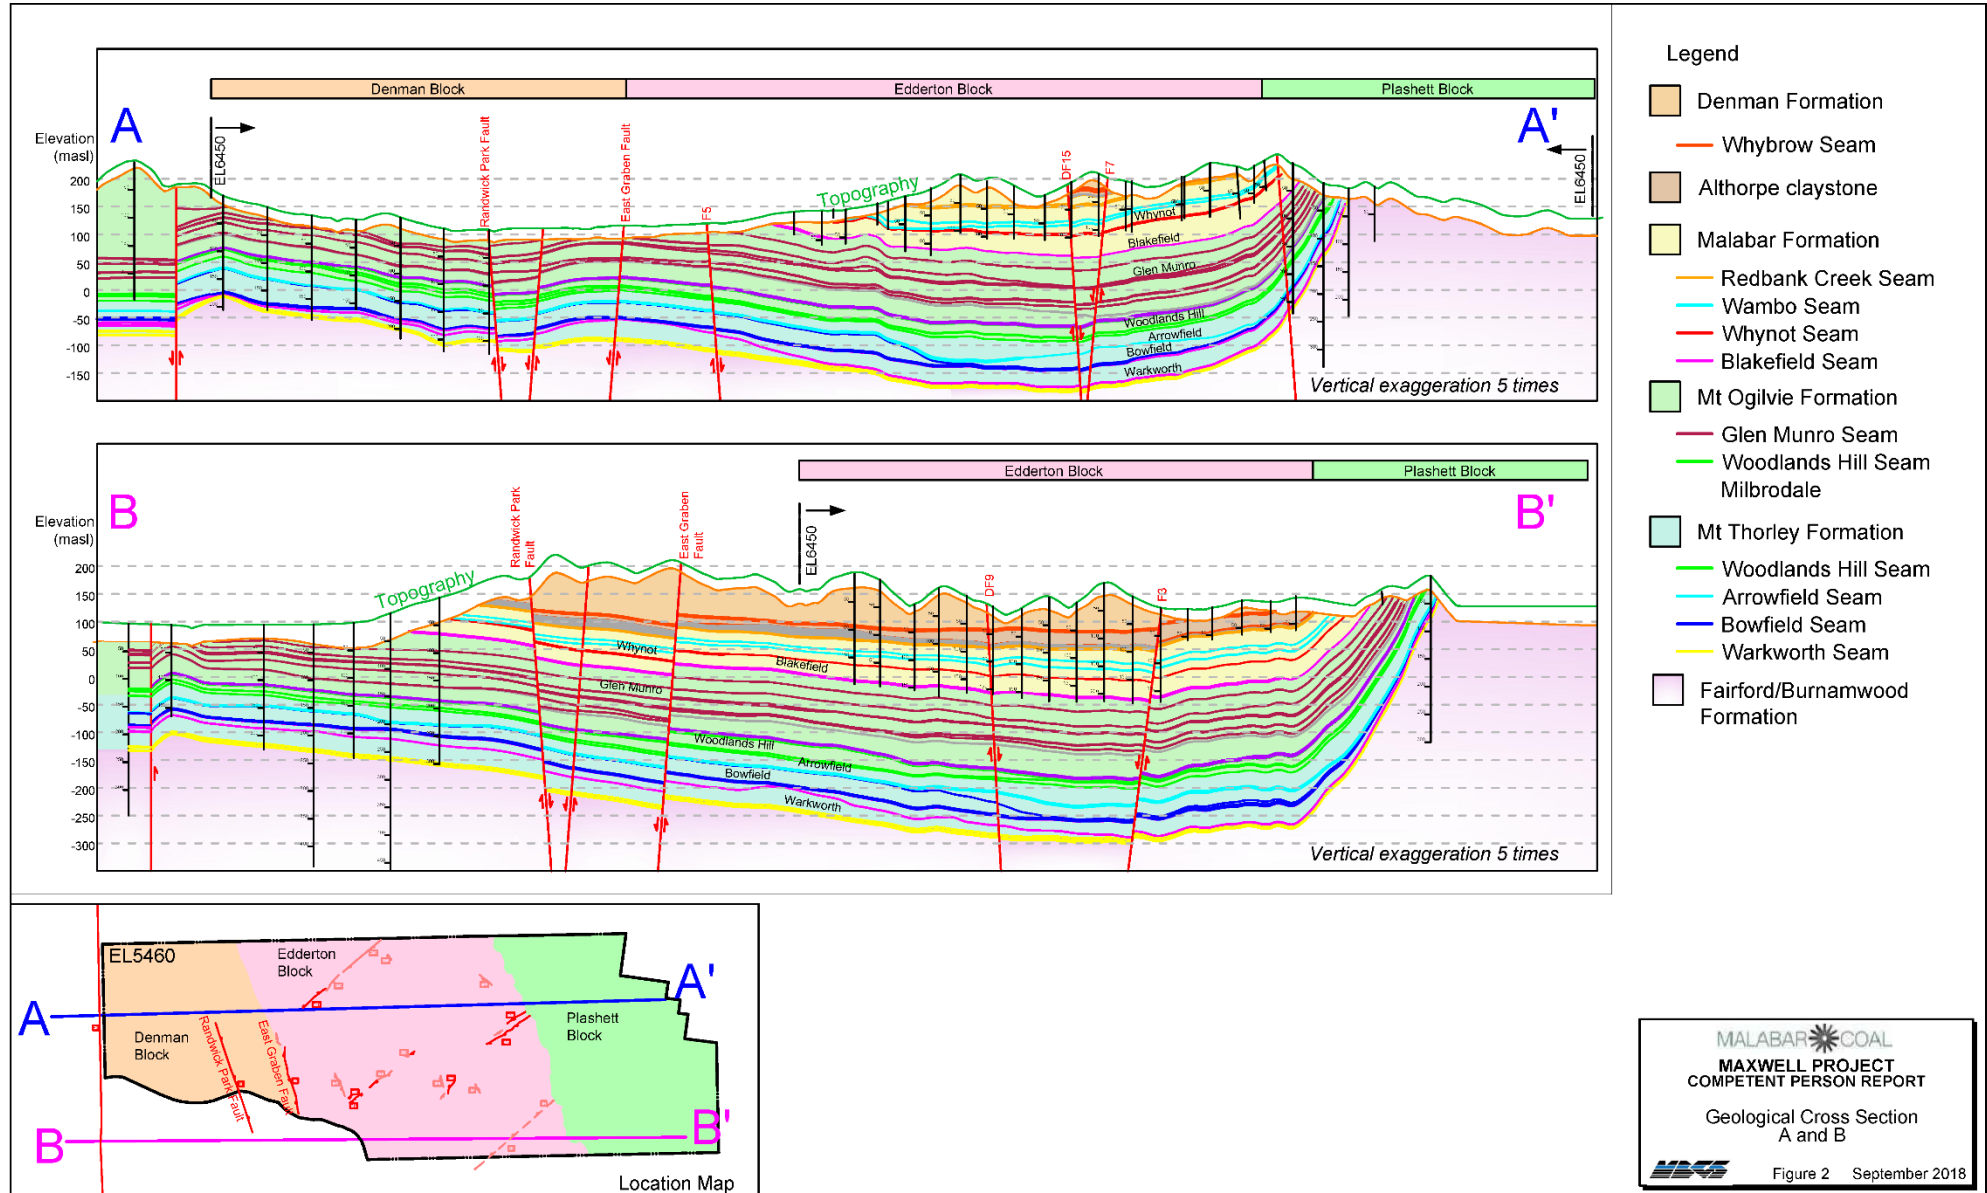 Denman Block
Edderton Block
Plashett Block
A
A'
Elevation
(masl)
EL6450
Randwick Park Fault
East Graben Fault
F5
Topography
DF15
F7
EL6450
200
150
100
50
0
-50
-100
-150
Whynot
Blakefield
Glen Munro
Woodlands Hill
Arrowfield
Bowfield
Warkworth
Vertical exaggeration 5 times
Edderton Block
Plashett Block
B
B'
Elevation
(masl)
Randwick Park
Fault
East Graben
Fault
EL6450
Topography
DF9
F3
200
150
100
50
0
-50
-100
-150
-200
-250
-300
Whynot
Blakefield
Glen Munro
Woodlands Hill
Arrowfield
Bowfield
Warkworth
Vertical exaggeration 5 times
Legend
Denman Formation
Whybrow Seam
Althorpe claystone
Malabar Formation
Redbank Creek Seam
Wambo Seam
Whynot Seam
Blakefield Seam
Mt Ogilvie Formation
Glen Munro Seam
Woodlands Hill Seam
Milbrodale
Mt Thorley Formation
Woodlands Hill Seam
Arrowfield Seam
Bowfield Seam
Warkworth Seam
Fairford/Burnamwood
Formation
EL5460
Edderton
Block
A
A'
Denman
Block
Randwick Park
Fault
East Graben Fault
Plashett
Block
B
B'
Location Map
MALABAR COAL
MAXWELL PROJECT
COMPETENT PERSON REPORT
Geological Cross Section
A and B
Figure 2 September 2018